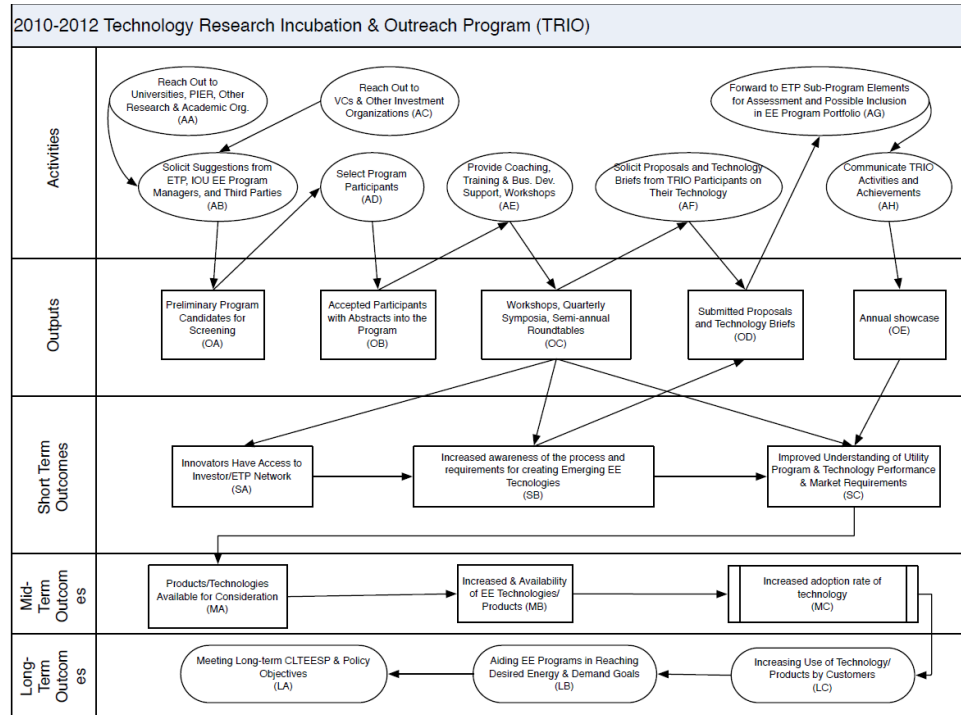 2010-2012 Technology Research Incubation & Outreach Program (TRIO)
Activities
Reach Out to
Universities, PIER, Other
Research & Academic Org.
(AA)
Reach Out to
VCs & Other Investment
Organizations (AC)
Forward to ETP Sub-Program Elements
for Assessment and Possible Inclusion
in EE Program Portfolio (AG)
Solicit Suggestions from
ETP, IOU EE Program
Managers, and Third Parties
(AB)
Select Program
Participants
(AD)
Provide Coaching,
Training & Bus. Dev.
Support, Workshops
(AE)
Solicit Proposals and Technology
Briefs from TRIO Participants on
Their Technology
(AF)
Communicate TRIO
Activities and
Achievements
(AH)
Outputs
Preliminary Program
Candidates for
Screening
(OA)
Accepted Participants
with Abstracts into the
Program
(OB)
Workshops, Quarterly
Symposia, Semi-annual
Roundtables
(OC)
Submitted Proposals
and Technology Briefs
(OD)
Annual showcase
(OE)
Short Term
Outcomes
Innovators Have Access to
Investor/ETP Network
(SA)
Increased awareness of the process and
requirements for creating Emerging EE
Tecnologies
(SB)
Improved Understanding of Utility
Program & Technology Performance
& Market Requirements
(SC)
Mid-
Term
Outcom
es
Products/Technologies
Available for Consideration
(MA)
Increased & Availability
of EE Technologies/
Products (MB)
Increased adoption rate of
technology
(MC)
Long-
Term
Outcom
es
Meeting Long-term CLTEESP & Policy
Objectives
(LA)
Aiding EE Programs in Reaching
Desired Energy & Demand Goals
(LB)
Increasing Use of Technology/
Products by Customers
(LC)